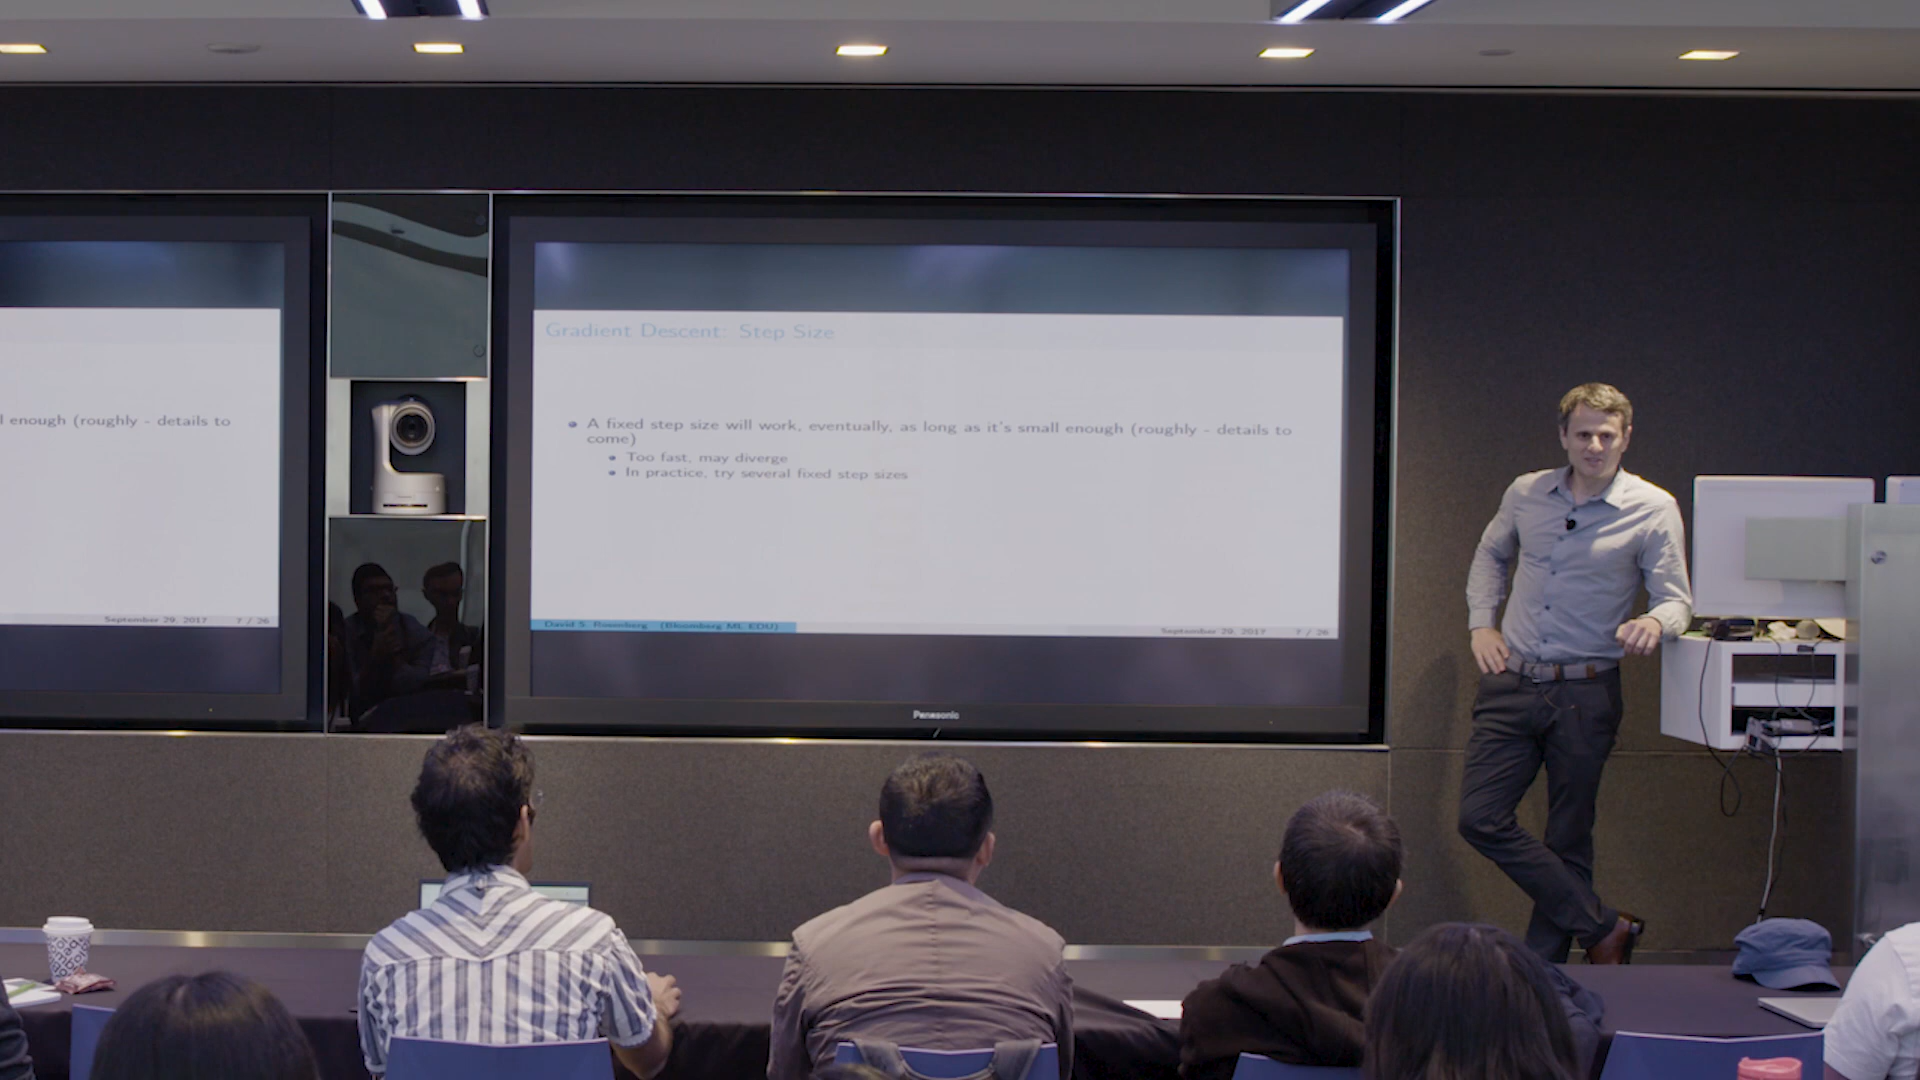 l enough (roughly - details to
September 29, 2017 7 / 26
Gradient Descent: Step Size
A fixed step size will work, eventually, as long as it's small enough (roughly - details to
come)
Too fast, may diverge
In practice, try several fixed step sizes
David S. Rosenberg (Bloomberg ML EDU)
September 29, 2017 7 / 26
Panasonic